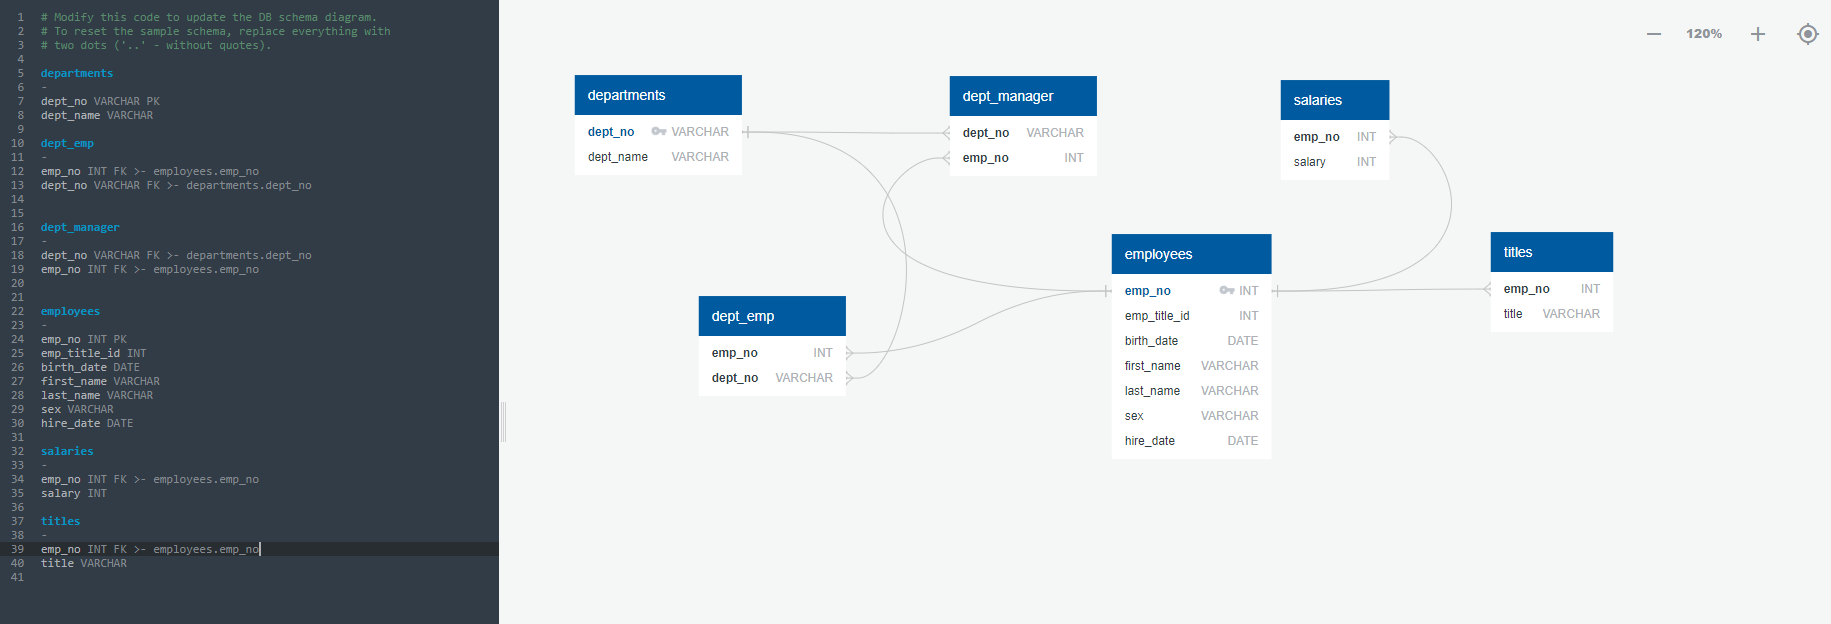 1 # Modify this code to update the DB schema diagram.
2 # To reset the sample schema, replace everything with
3 # two dots ('..' - without quotes).
4
5 departments
6 -
7 dept_no VARCHAR PK
8 dept_name VARCHAR
9
10 dept_emp
11 -
12 emp_no INT FK >- employees.emp_no
13 dept_no VARCHAR FK >- departments.dept_no
14
15
16 dept_manager
17 -
18 dept_no VARCHAR FK >- departments.dept_no
19 emp_no INT FK >- employees.emp_no
20
21
22 employees
23 -
24 emp_no INT PK
25 emp_title_id INT
26 birth_date DATE
27 first_name VARCHAR
28 last_name VARCHAR
29 sex VARCHAR
30 hire_date DATE
31
32 salaries
33 -
34 emp_no INT FK >- employees.emp_no
35 salary INT
36
37 titles
38 -
39 emp_no INT FK >- employees.emp_no
40 title VARCHAR
41
120%
departments
dept_no VARCHAR
dept_name VARCHAR
dept_manager
dept_no VARCHAR
emp_no INT
salaries
emp_no INT
salary INT
employees
emp_no INT
emp_title_id INT
birth_date DATE
first_name VARCHAR
last_name VARCHAR
sex VARCHAR
hire_date DATE
titles
emp_no INT
title VARCHAR
dept_emp
emp_no INT
dept_no VARCHAR